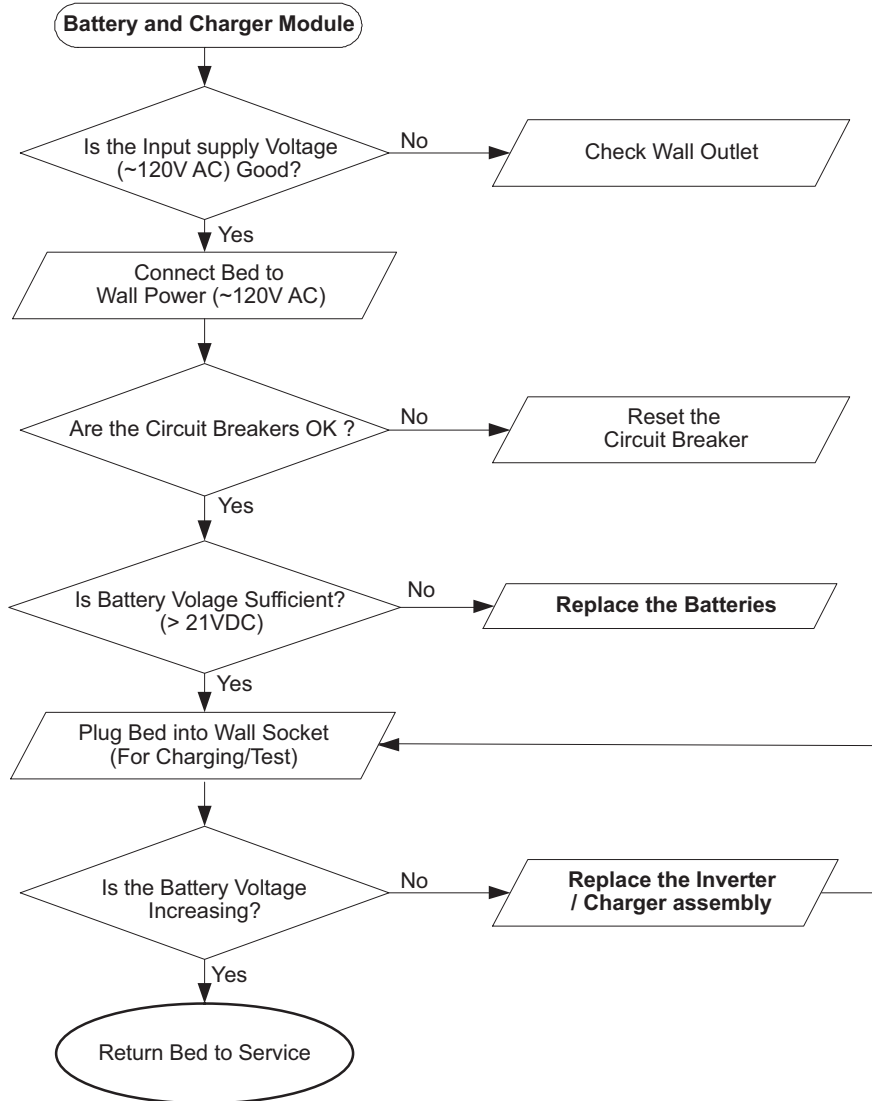 Battery and Charger Module
Is the Input supply Voltage
(~120V AC) Good?
No
Check Wall Outlet
Yes
Connect Bed to
Wall Power (~120V AC)
Are the Circuit Breakers OK ?
No
Reset the
Circuit Breaker
Yes
Is Battery Volage Sufficient?
(> 21VDC)
No
Replace the Batteries
Yes
Plug Bed into Wall Socket
(For Charging/Test)
Is the Battery Voltage
Increasing?
No
Replace the Inverter
/ Charger assembly
Yes
Return Bed to Service